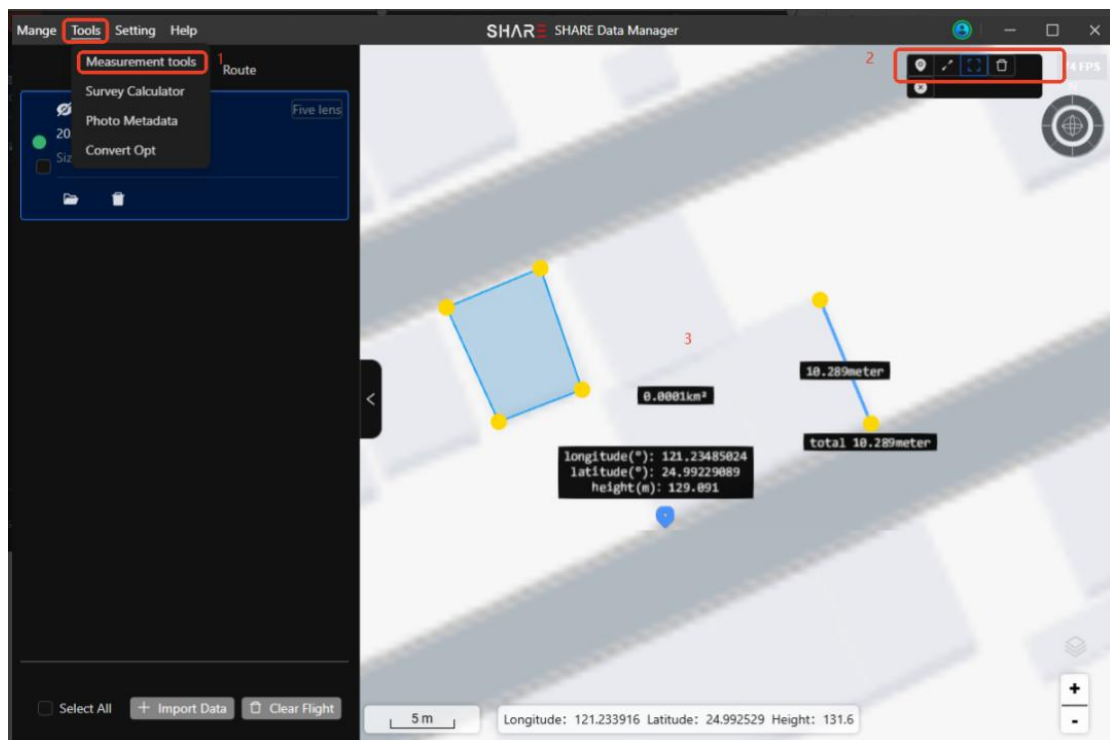 Mange Tools Setting Help
SHARE SHARE Data Manager
Measurement tools
1
Route
Survey Calculator
Photo Metadata
Convert Opt
Five lens
20
Siz
2
FPS
3
0.0001km²
10.289meter
total 10.289meter
longitude(°): 121.23485024
latitude(°): 24.99229089
height(m): 129.091
Select All + Import Data Clear Flight
5 m
Longitude: 121.233916 Latitude: 24.992529 Height: 131.6
+
-